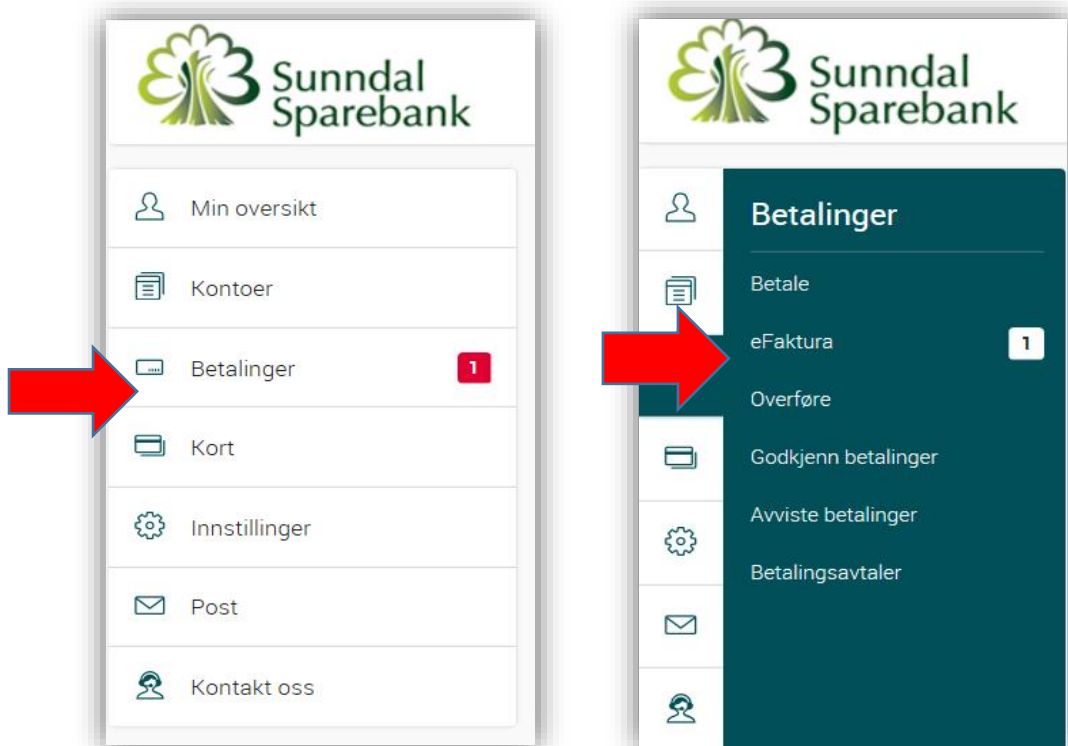 Sunndal
Sparebank
Min oversikt
Kontoer
Betalinger 1
Kort
Innstillinger
Post
Kontakt oss
Sunndal
Sparebank
Betalinger
Betale
eFaktura 1
Overføre
Godkjenn betalinger
Avviste betalinger
Betalingsavtaler